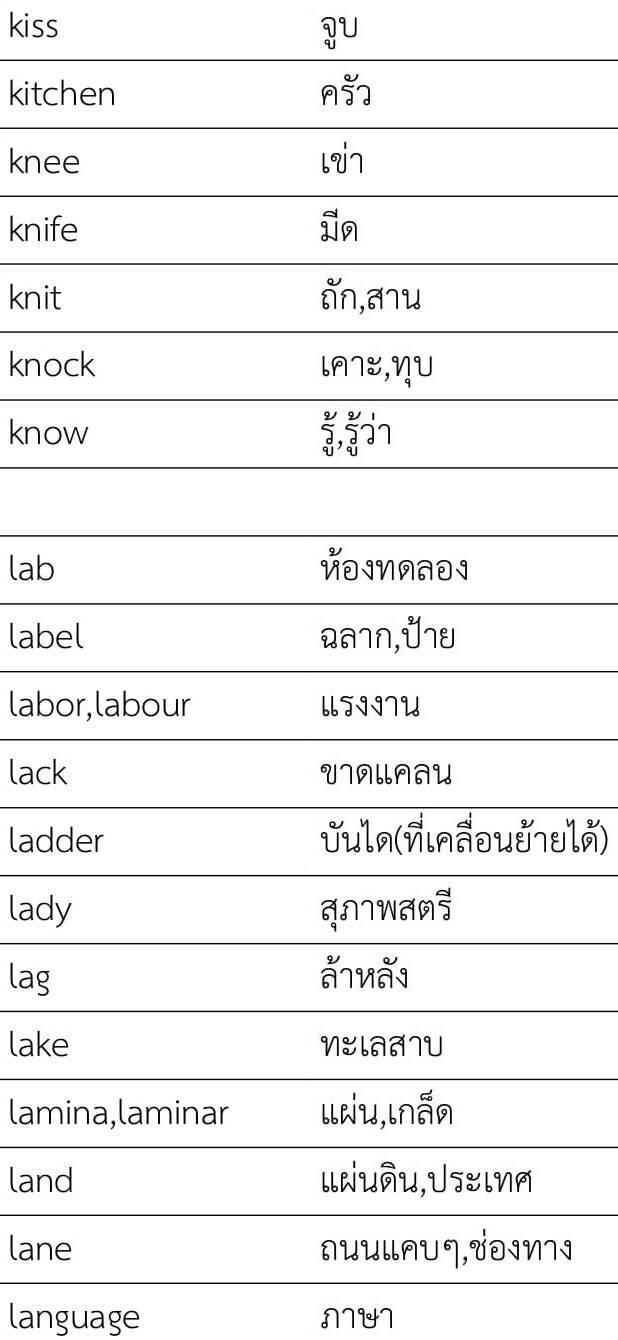 kiss จูบ
kitchen ครัว
knee เข่า
knife มีด
knit ถัก,สาน
knock เคาะ,ทุบ
know รู้,รู้ว่า
lab ห้องทดลอง
label ฉลาก,ป้าย
labor,labour แรงงาน
lack ขาดแคลน
ladder บันได(ที่เคลื่อนย้ายได้)
lady สุภาพสตรี
lag ล้าหลัง
lake ทะเลสาบ
lamina,laminar แผ่น,เกล็ด
land แผ่นดิน,ประเทศ
lane ถนนแคบๆ,ช่องทาง
language ภาษา